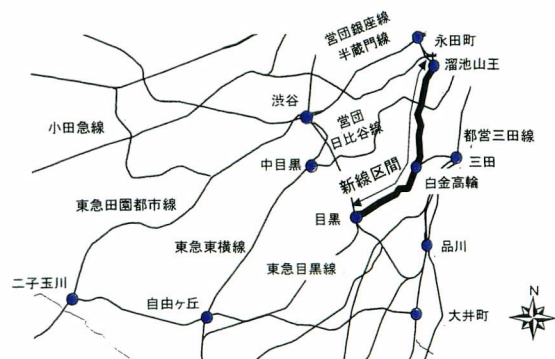 営団銀座線
半蔵門線
永田町
溜池山王
渋谷
小田急線
営団
日比谷線
都営三田線
三田
中目黒
新線区間
白金高輪
東急田園都市線
目黒
東急東横線
品川
東急目黒線
二子玉川
自由ヶ丘
大井町
N